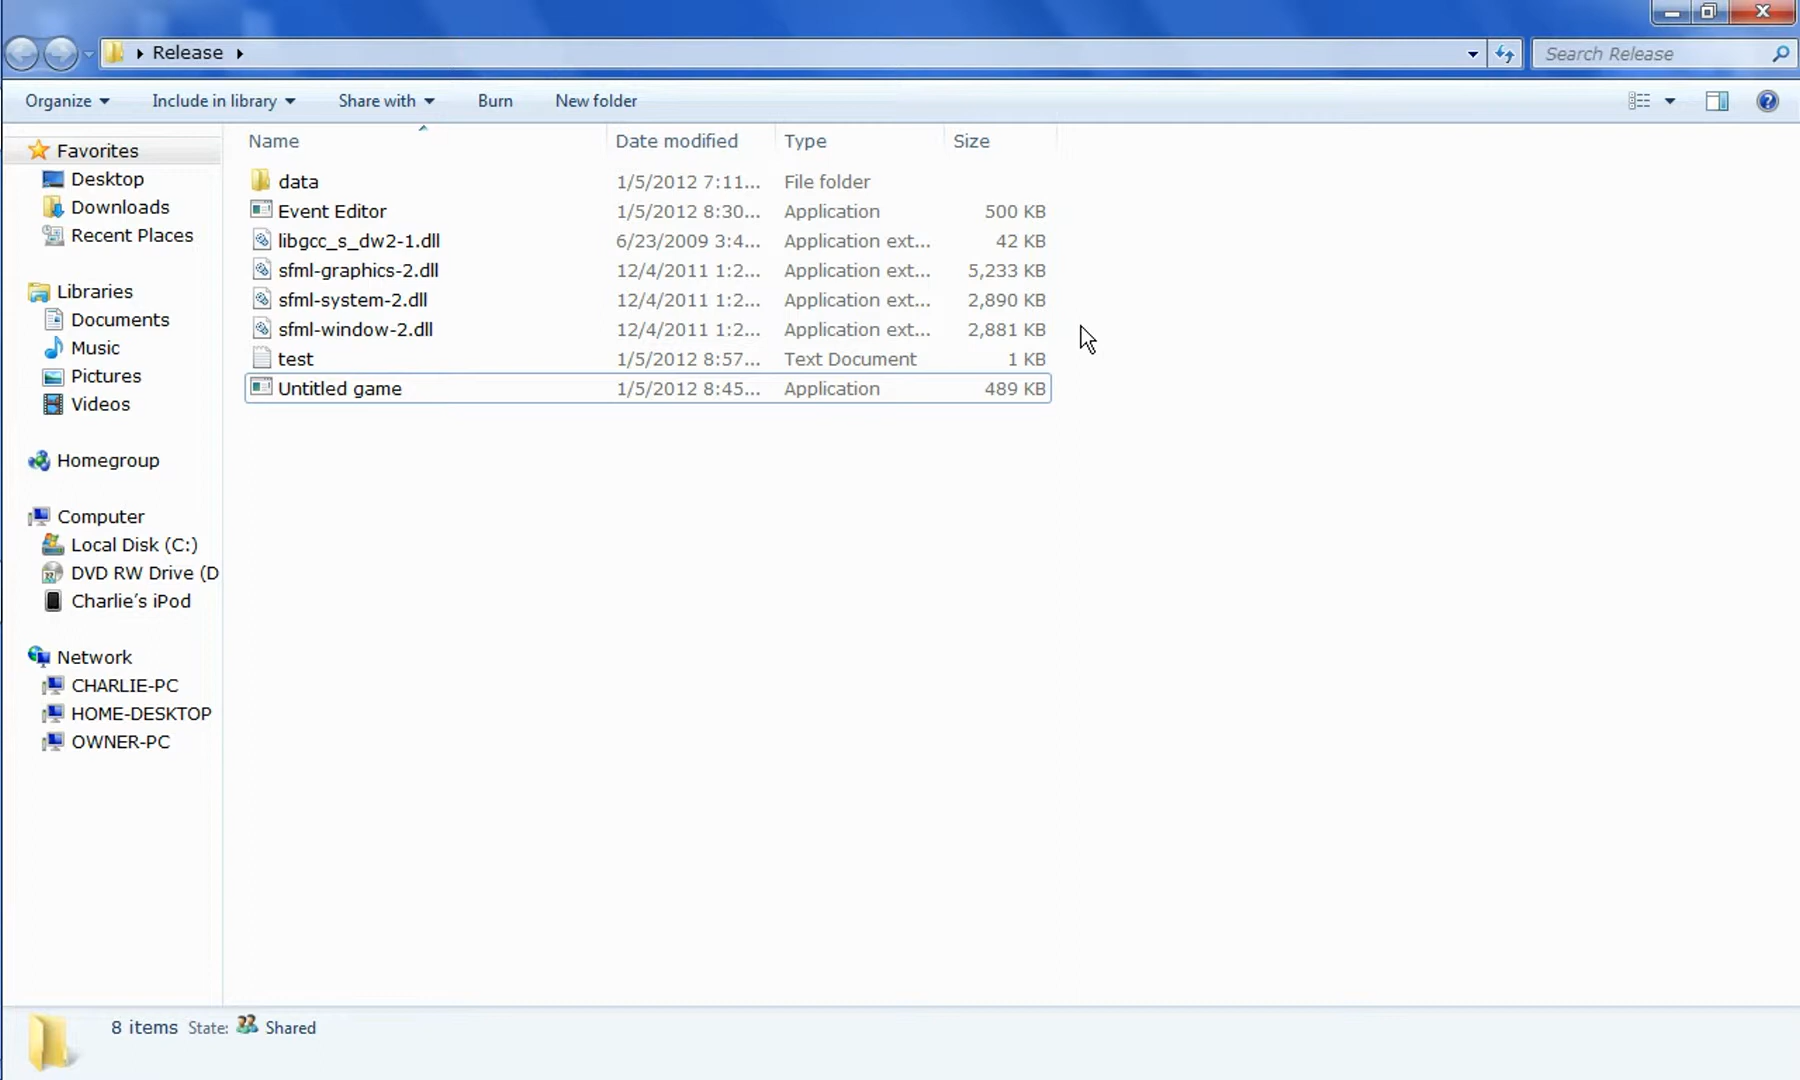 Release
Search Release
Organize Include in library Share with Burn New folder
Name Date modified Type Size
Favorites
Desktop
Downloads
Recent Places
Libraries
Documents
Music
Pictures
Videos
Homegroup
Computer
Local Disk (C:)
DVD RW Drive (D
Charlie's iPod
Network
CHARLIE-PC
HOME-DESKTOP
OWNER-PC
data 1/5/2012 7:11... File folder
Event Editor 1/5/2012 8:30... Application 500 KB
libgcc_s_dw2-1.dll 6/23/2009 3:4... Application ext... 42 KB
sfml-graphics-2.dll 12/4/2011 1:2... Application ext... 5,233 KB
sfml-system-2.dll 12/4/2011 1:2... Application ext... 2,890 KB
sfml-window-2.dll 12/4/2011 1:2... Application ext... 2,881 KB
test 1/5/2012 8:57... Text Document 1 KB
Untitled game 1/5/2012 8:45... Application 489 KB
8 items State: Shared